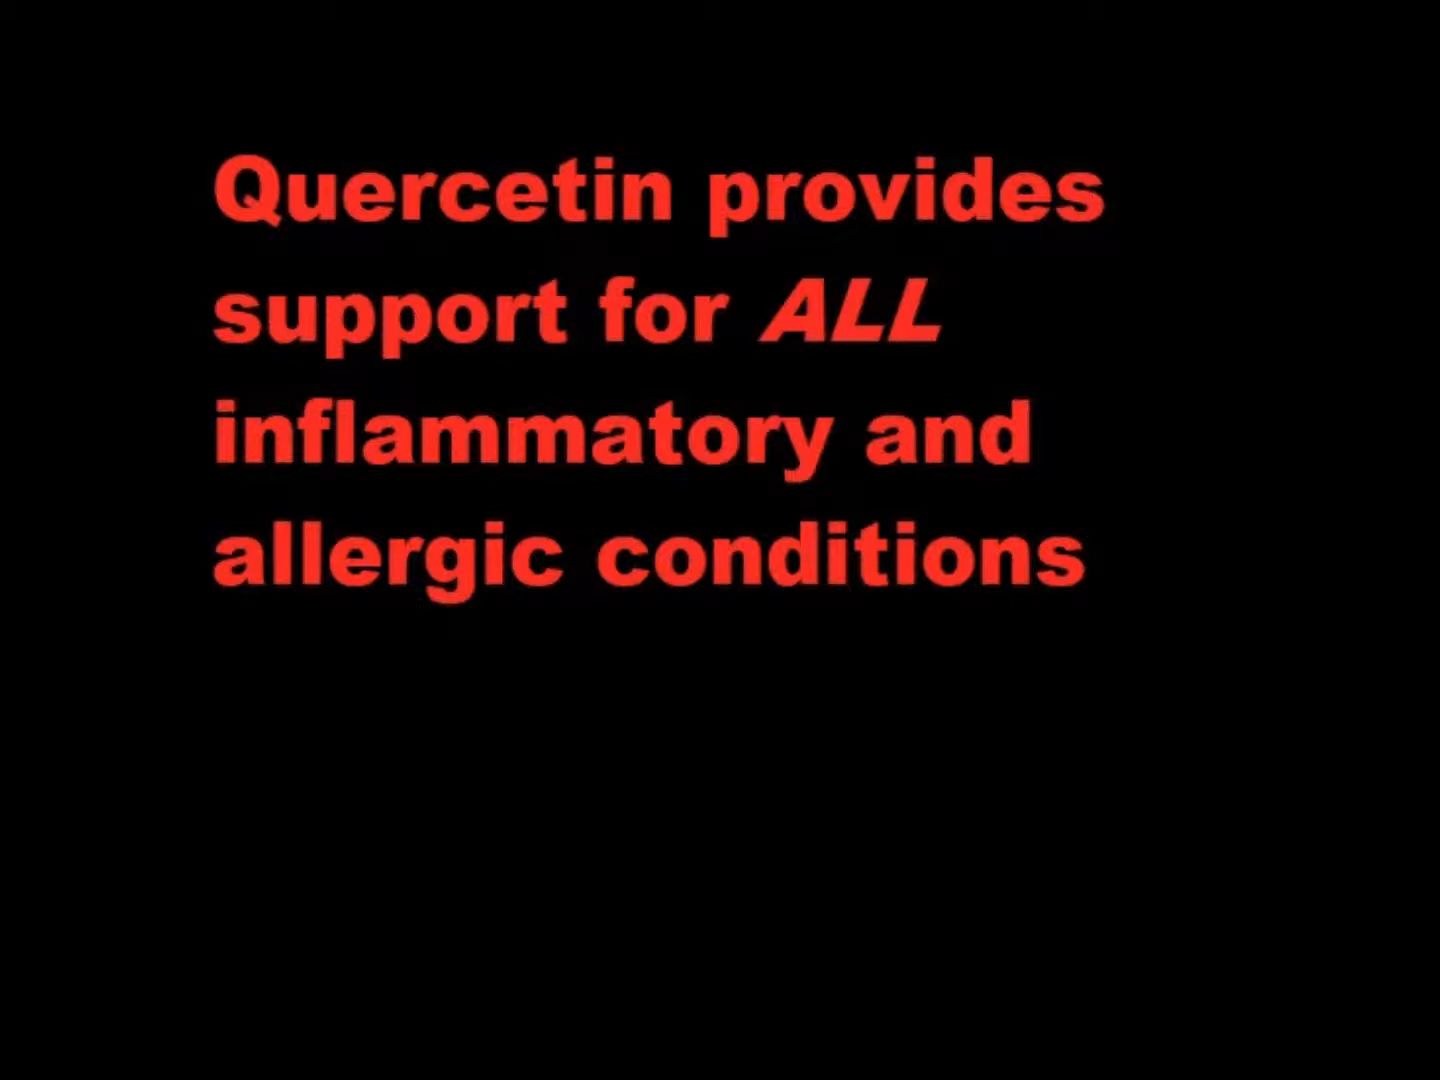 Quercetin provides
support for ALL
inflammatory and
allergic conditions